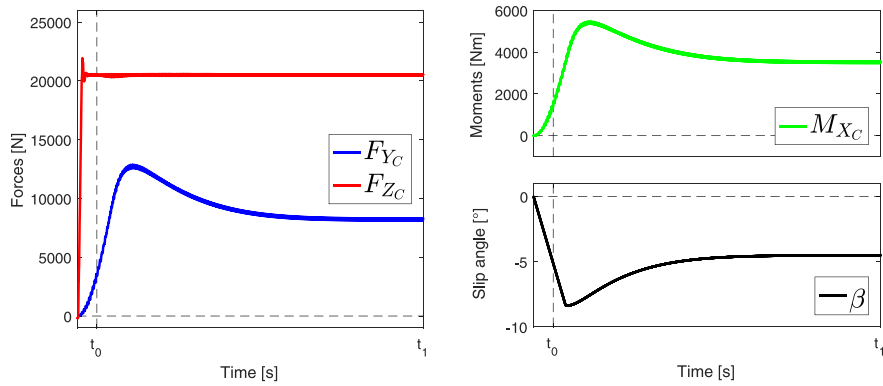 25000
20000
15000
10000
5000
0
Forces [N]
F_{Y_C}
F_{Z_C}
t_0
t_1
Time [s]
6000
4000
2000
0
Moments [Nm]
M_{X_C}
0
-5
-10
Slip angle [°]
β
t_0
t_1
Time [s]